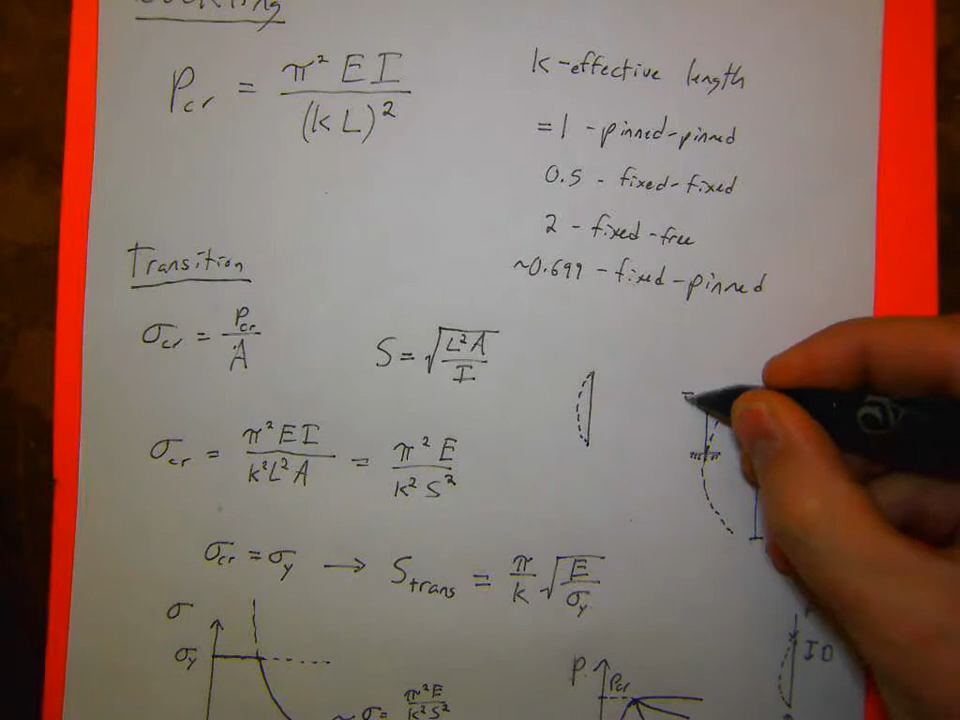 Buckling
P_cr = π² E I / (k L)²
k - effective length
= 1 - pinned-pinned
0.5 - fixed-fixed
2 - fixed-free
~0.699 - fixed-pinned
Transition
σ_cr = P_cr / A
S = √(L²A / I)
σ_cr = π² E I / k² L² A = π² E / k² S²
σ_cr = σ_y → S_trans = π / k √(E / σ_y)
σ
σ_y
~ σ = π² E / k² S²
P
P_cr